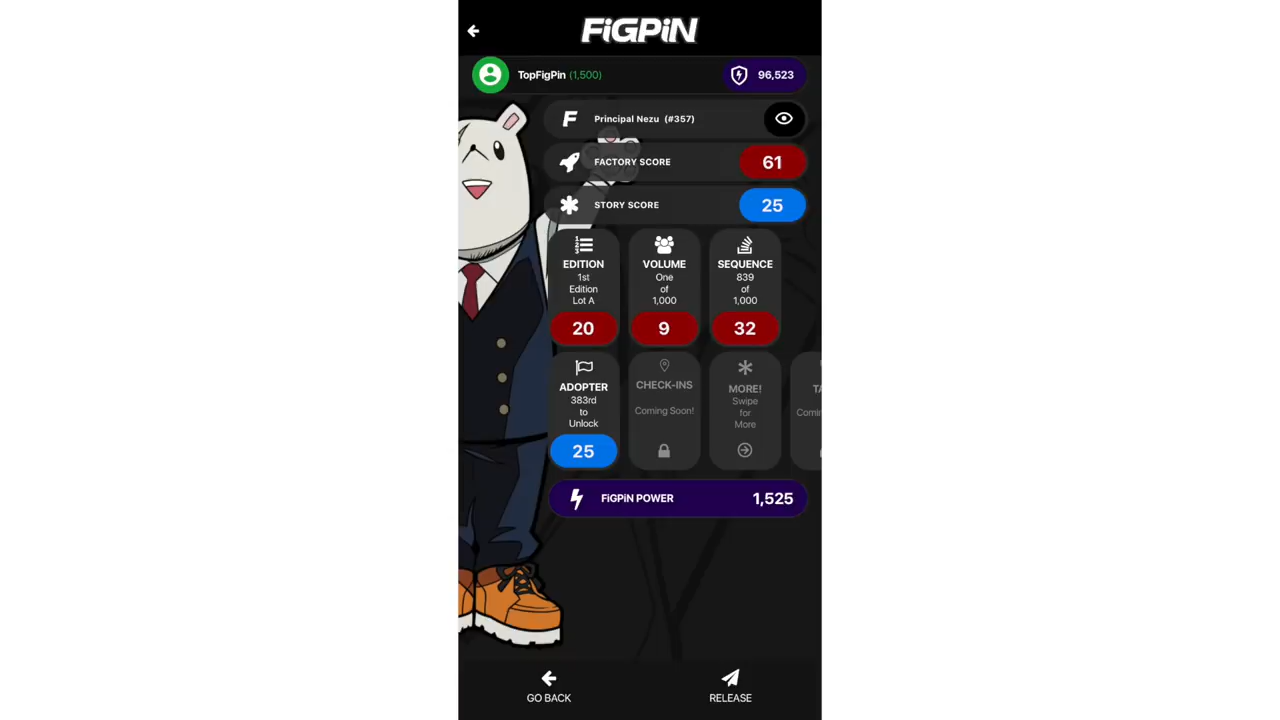 FiGPiN
TopFigPin (1,500)
96,523
Principal Nezu (#357)
FACTORY SCORE
61
STORY SCORE
25
EDITION
1st
Edition
Lot A
20
VOLUME
One
of
1,000
9
SEQUENCE
839
of
1,000
32
ADOPTER
383rd
to
Unlock
25
CHECK-INS
Coming Soon!
MORE!
Swipe
for
More
FiGPiN POWER
1,525
GO BACK
RELEASE